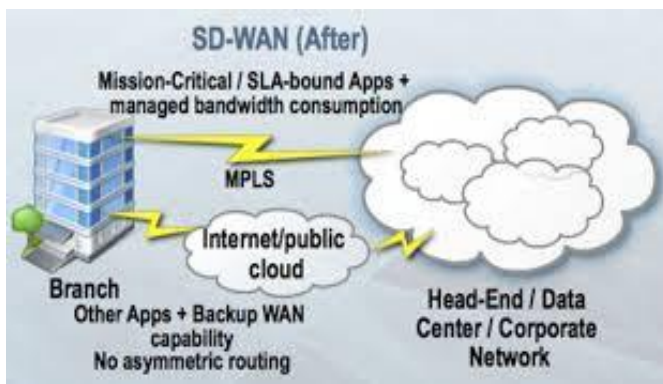 SD-WAN (After)
Mission-Critical / SLA-bound Apps +
managed bandwidth consumption
MPLS
Internet/public
cloud
Branch
Other Apps + Backup WAN
capability
No asymmetric routing
Head-End / Data
Center / Corporate
Network